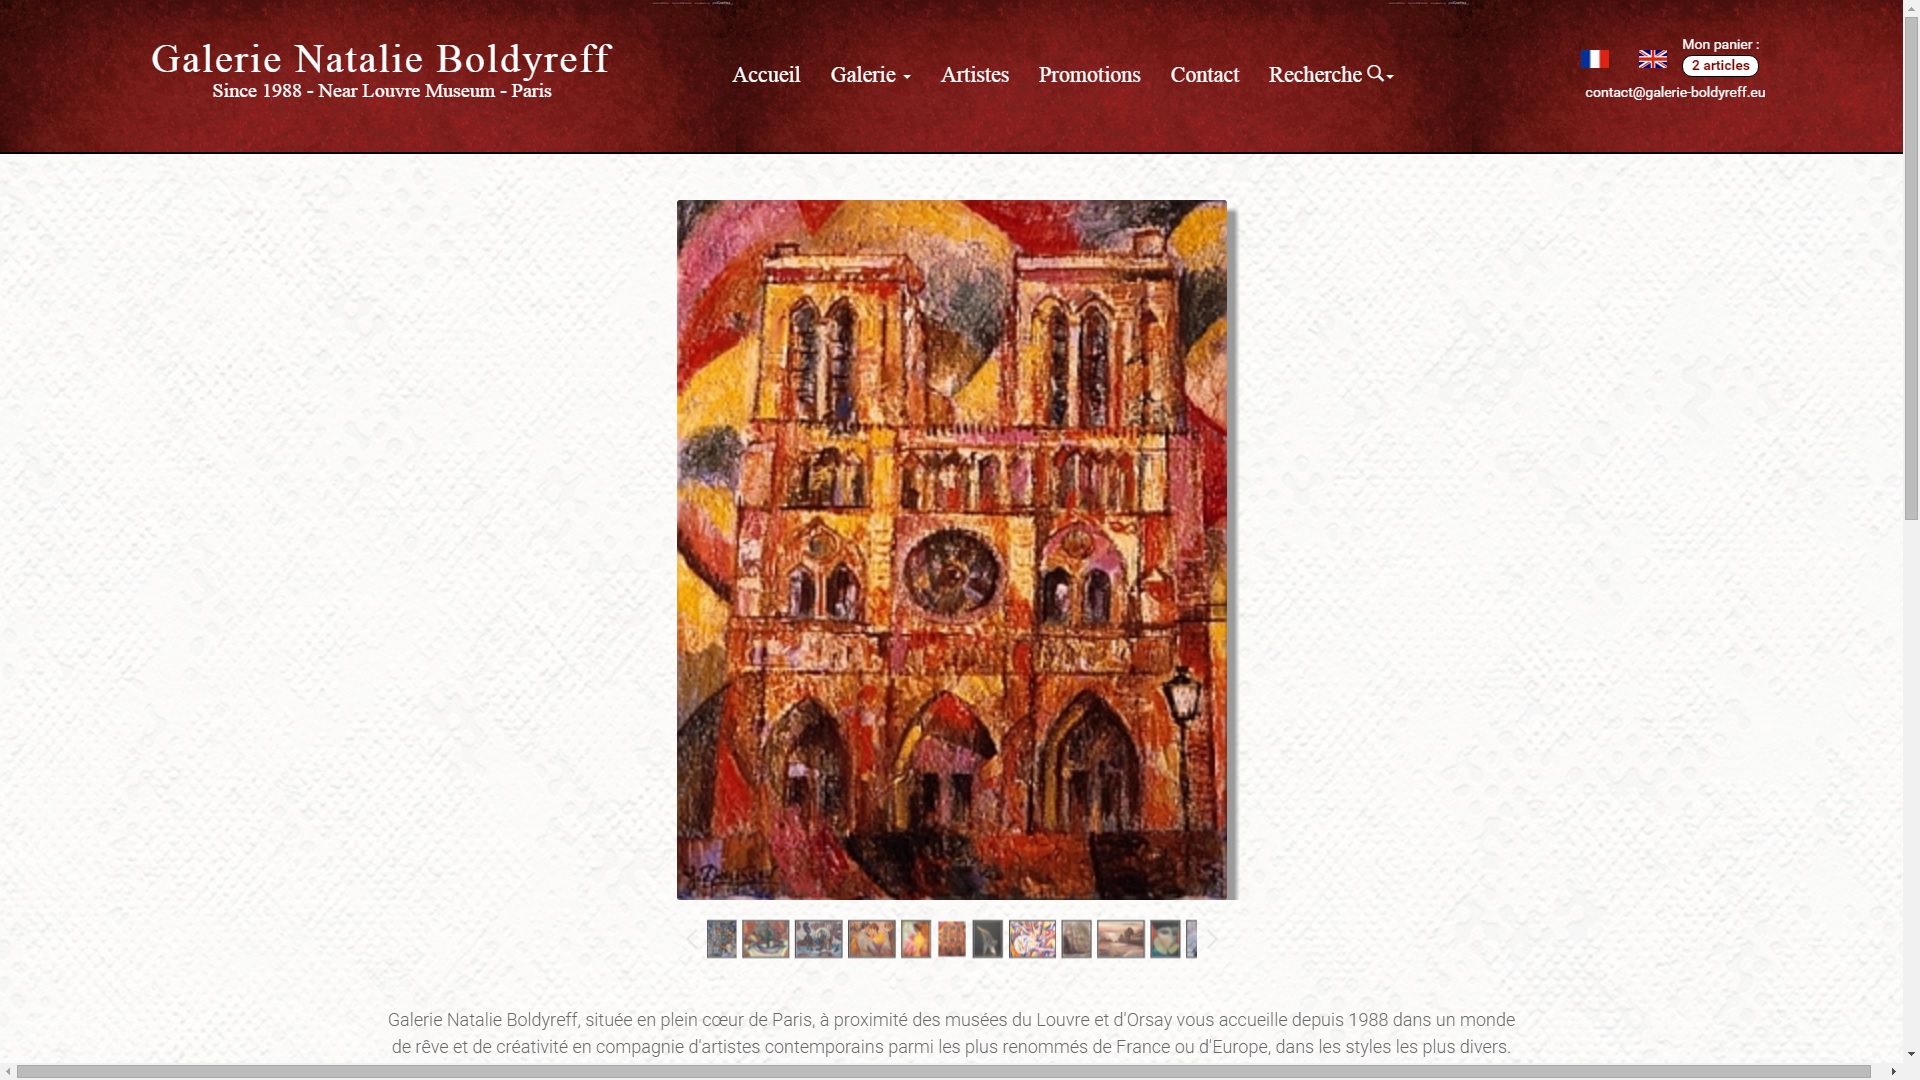 Galerie Natalie Boldyreff
Since 1988 - Near Louvre Museum - Paris
Accueil
Galerie
Artistes
Promotions
Contact
Recherche
Mon panier :
2 articles
contact@galerie-boldyreff.eu
Galerie Natalie Boldyreff, située en plein cœur de Paris, à proximité des musées du Louvre et d'Orsay vous accueille depuis 1988 dans un monde
de rêve et de créativité en compagnie d'artistes contemporains parmi les plus renommés de France ou d'Europe, dans les styles les plus divers.